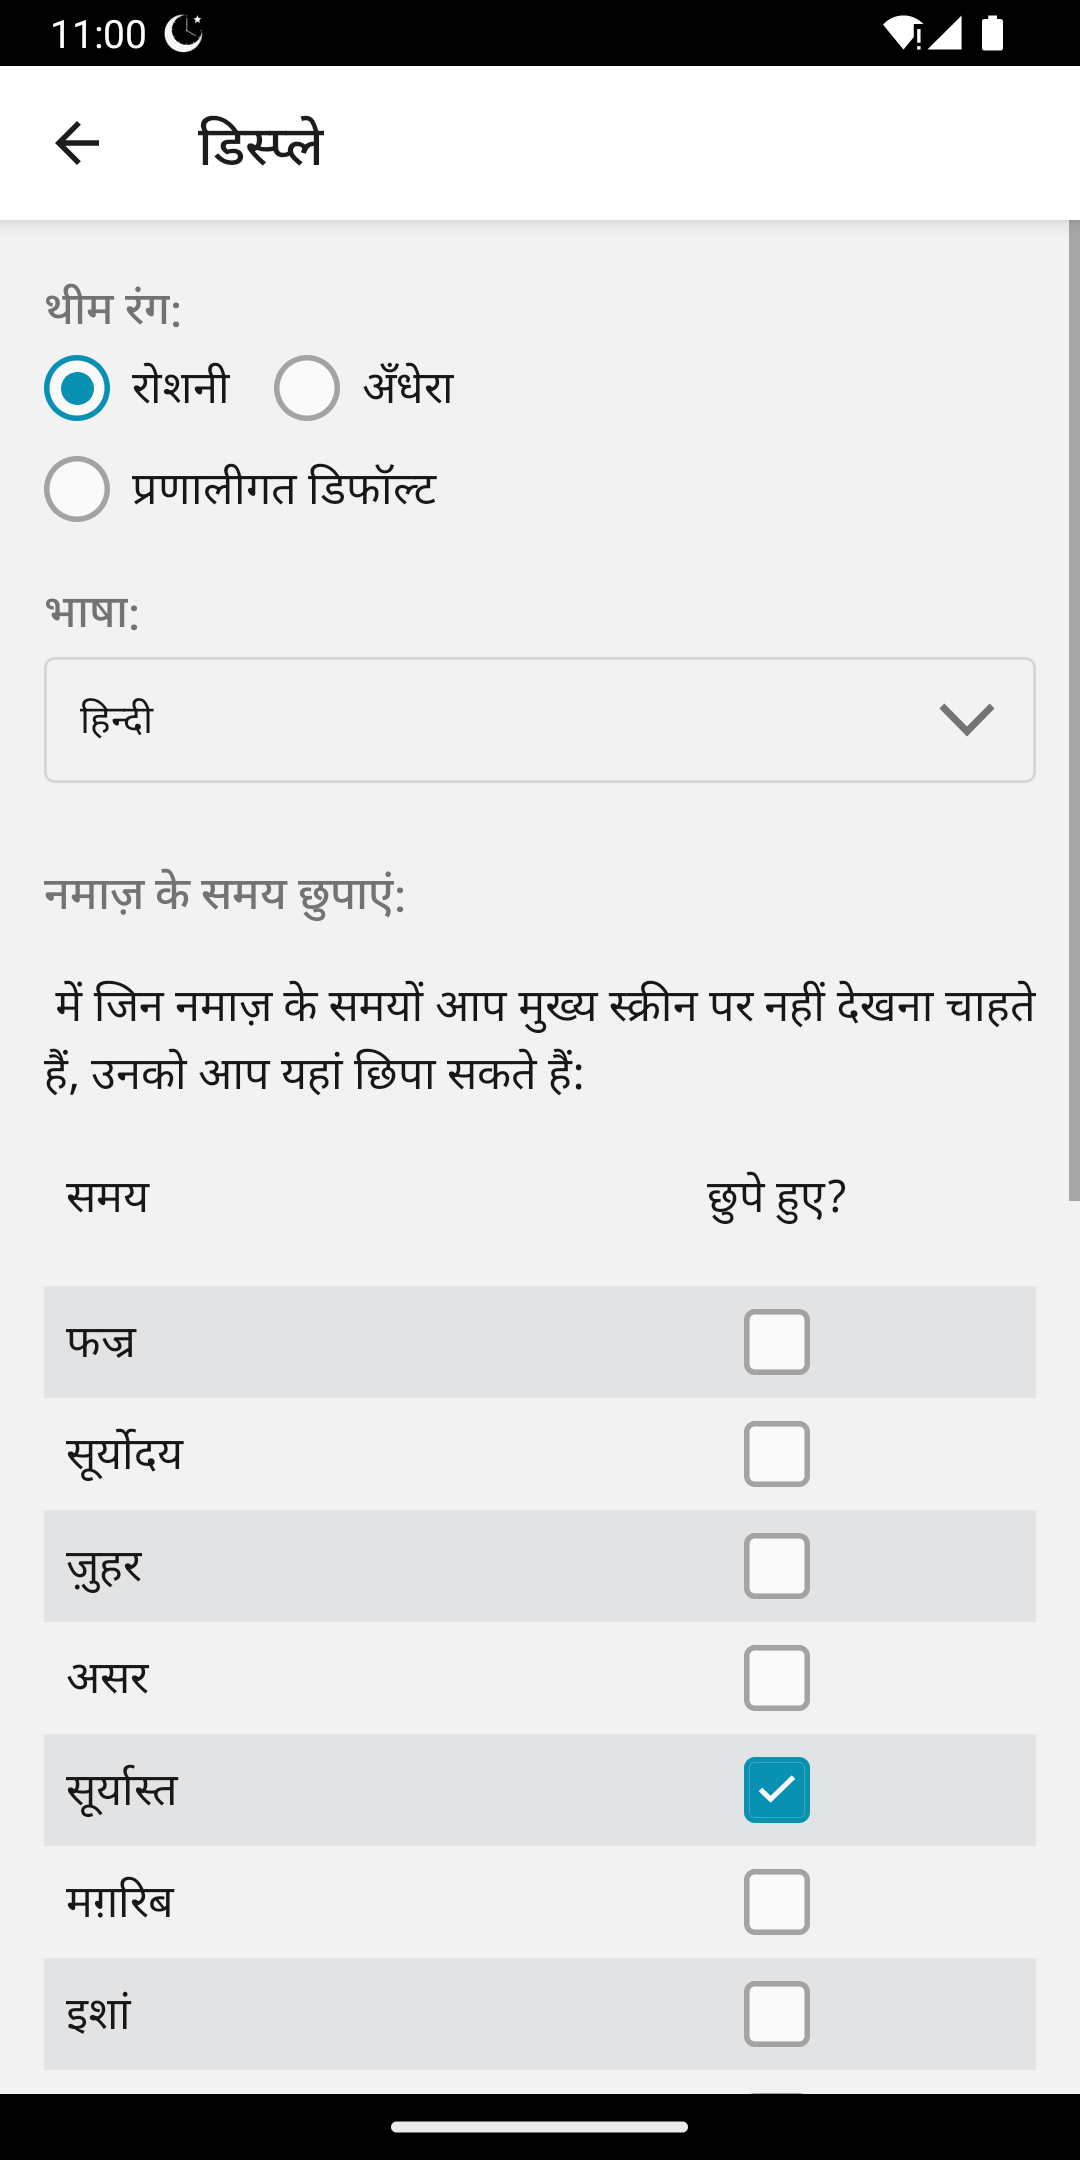 11:00
डिस्प्ले
थीम रंग:
रोशनी अँधेरा
प्रणालीगत डिफॉल्ट
भाषा:
हिन्दी
नमाज़ के समय छुपाएं:
में जिन नमाज़ के समयों आप मुख्य स्क्रीन पर नहीं देखना चाहते
हैं, उनको आप यहां छिपा सकते हैं:
समय छुपे हुए?
फज्र
सूर्योदय
ज़ुहर
असर
सूर्यास्त
मग़रिब
इशां